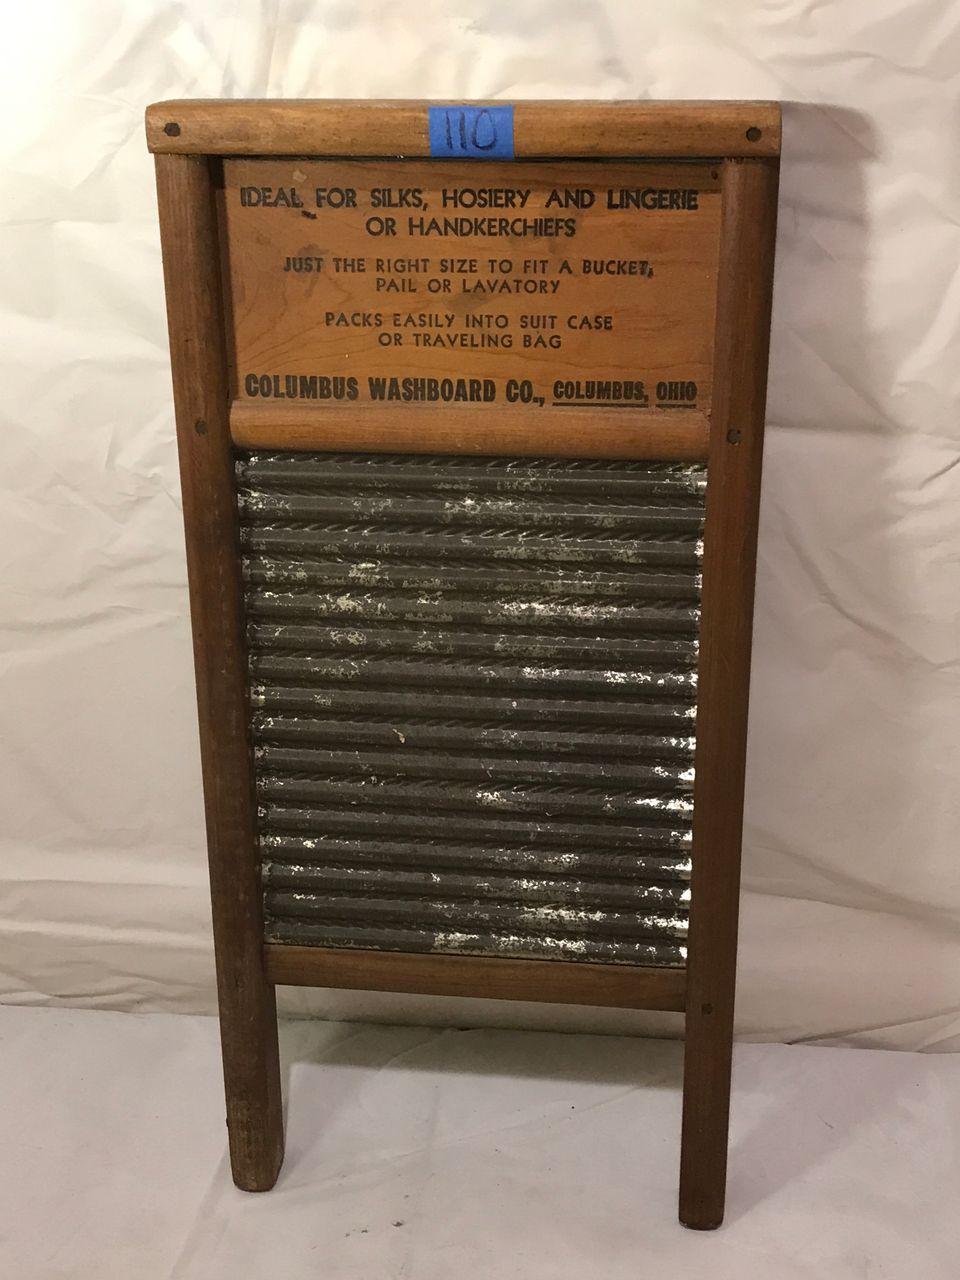 110
IDEAL FOR SILKS, HOSIERY AND LINGERIE
OR HANDKERCHIEFS
JUST THE RIGHT SIZE TO FIT A BUCKET,
PAIL OR LAVATORY
PACKS EASILY INTO SUIT CASE
OR TRAVELING BAG
COLUMBUS WASHBOARD CO., COLUMBUS, OHIO